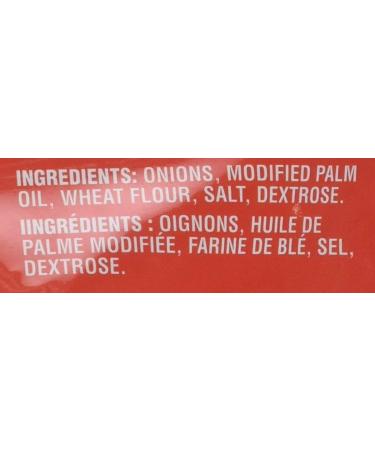 INGREDIENTS: ONIONS, MODIFIED PALM
OIL, WHEAT FLOUR, SALT, DEXTROSE.
IINGRÉDIENTS : OIGNONS, HUILE DE
PALME MODIFIÉE, FARINE DE BLÉ, SEL,
DEXTROSE.